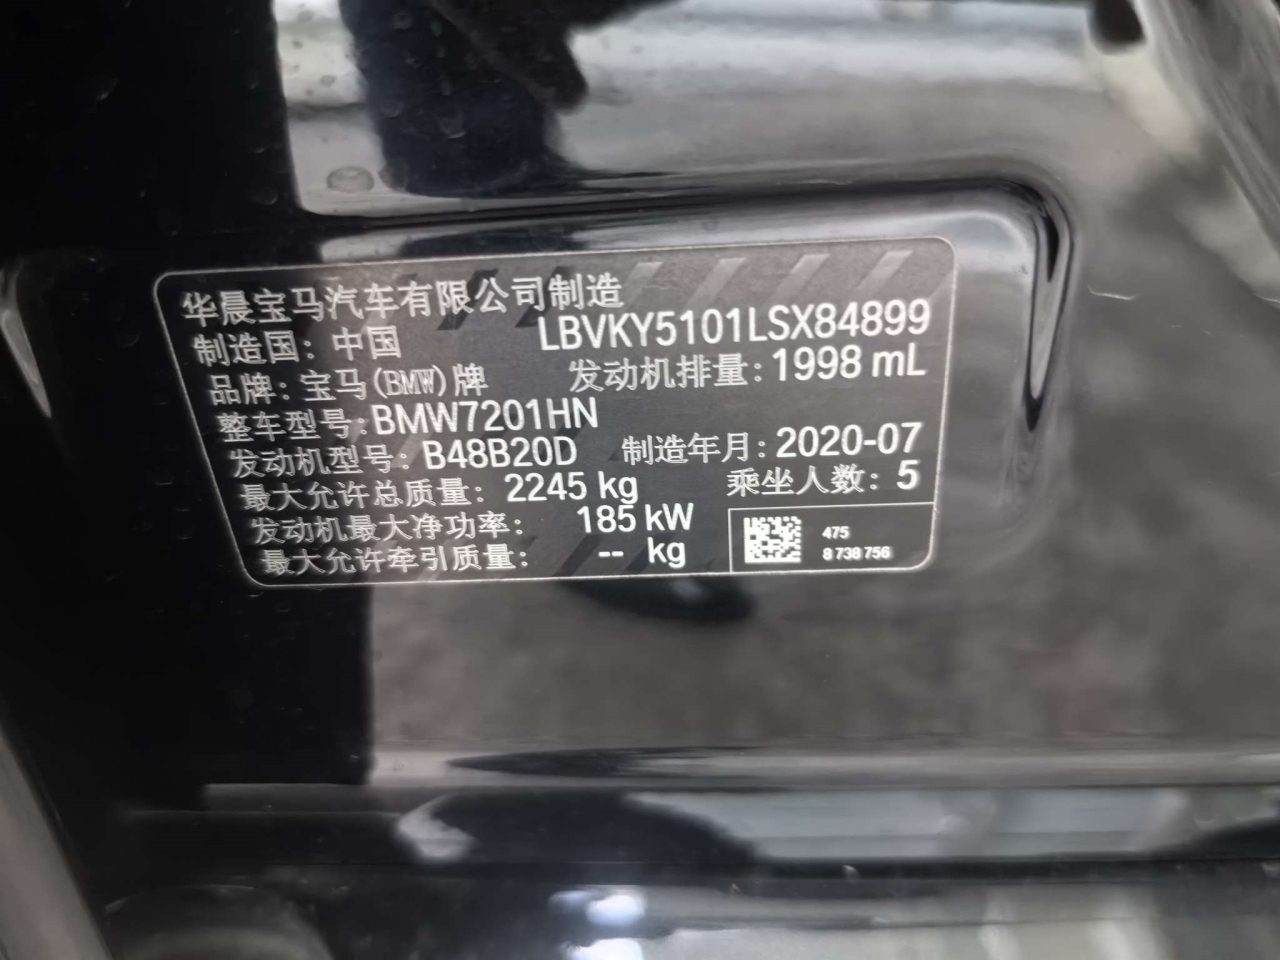 华晨宝马汽车有限公司制造
制造国：中国 LBVKY5101LSX84899
品牌：宝马(BMW)牌 发动机排量：1998 mL
整车型号：BMW7201HN
发动机型号：B48B20D 制造年月：2020-07
最大允许总质量：2245 kg 乘坐人数：5
发动机最大净功率：185 kW
最大允许牵引质量：-- kg
475
8 738 756